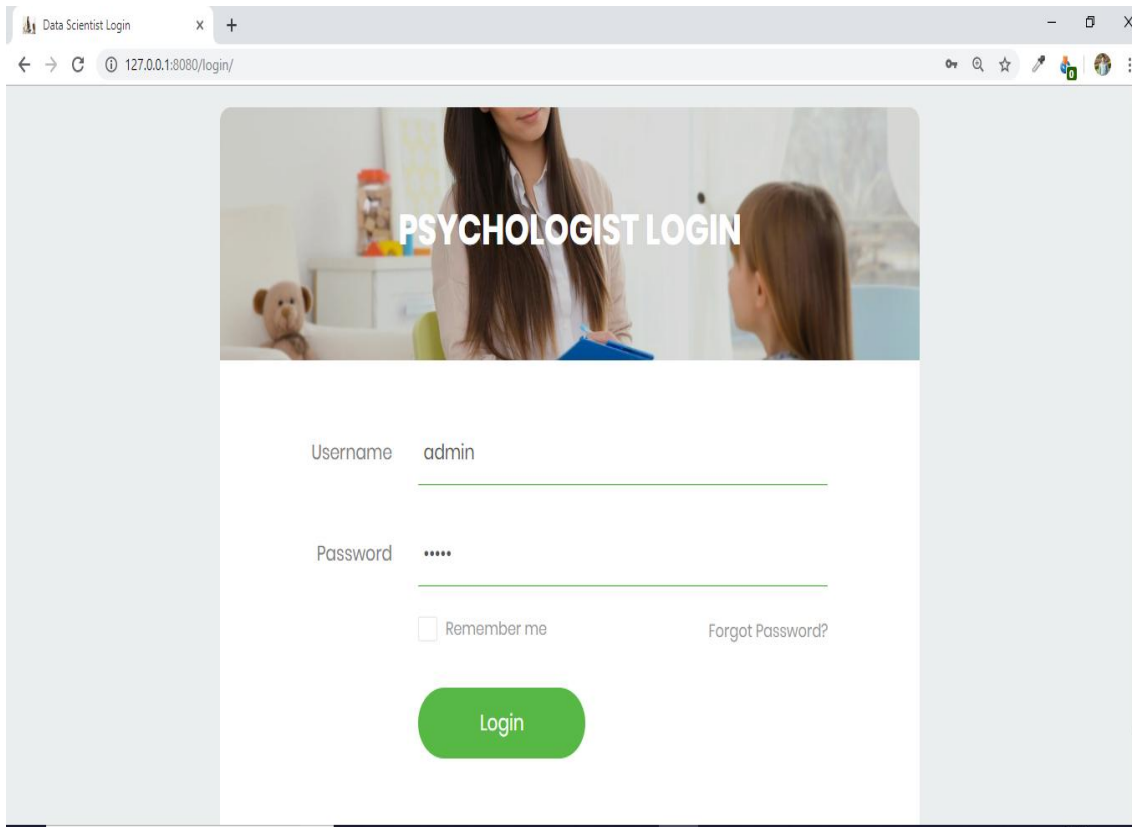 Data Scientist Login
127.0.0.1:8080/login/
0
PSYCHOLOGIST LOGIN
Username admin
Password •••••
Remember me Forgot Password?
Login